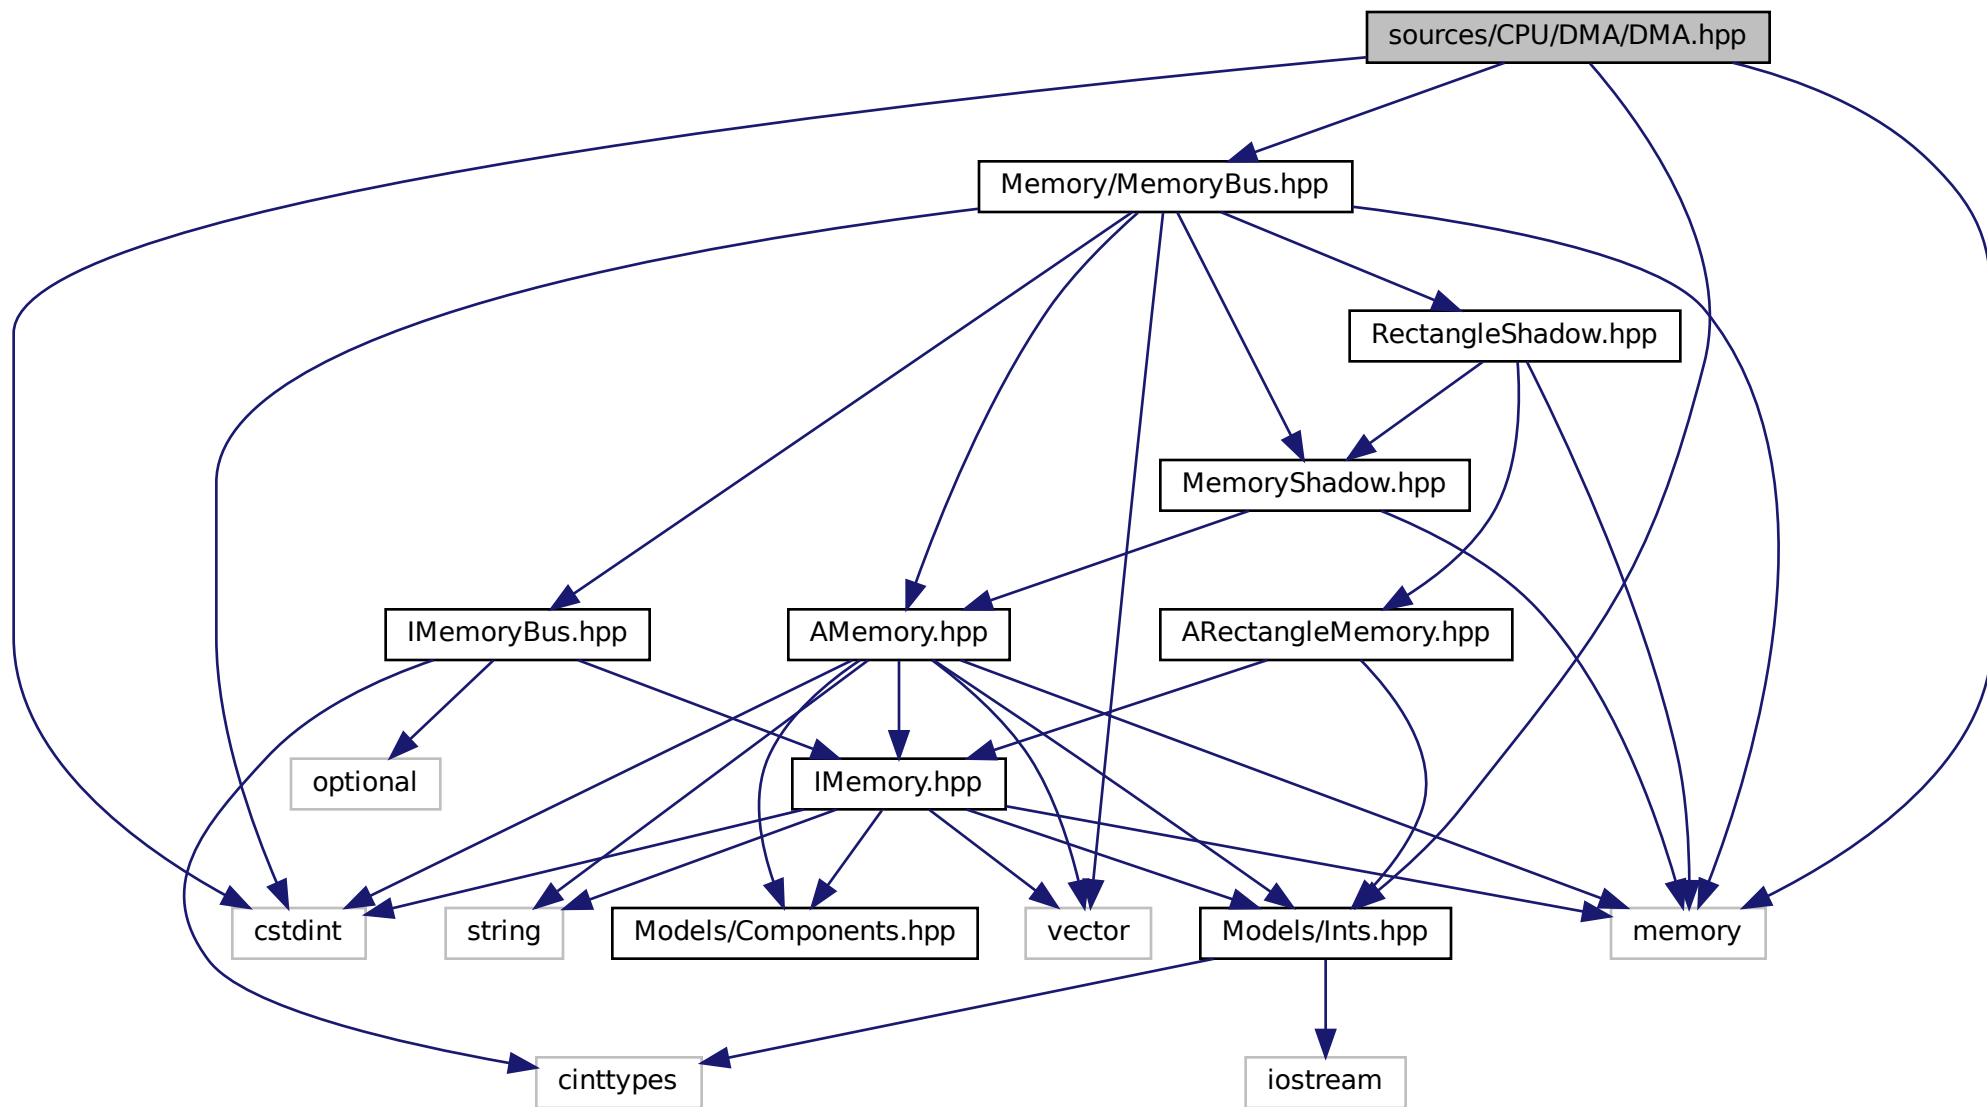 sources/CPU/DMA/DMA.hpp
Memory/MemoryBus.hpp
RectangleShadow.hpp
MemoryShadow.hpp
IMemoryBus.hpp
AMemory.hpp
ARectangleMemory.hpp
optional
IMemory.hpp
cstdint
string
Models/Components.hpp
vector
Models/Ints.hpp
memory
cinttypes
iostream